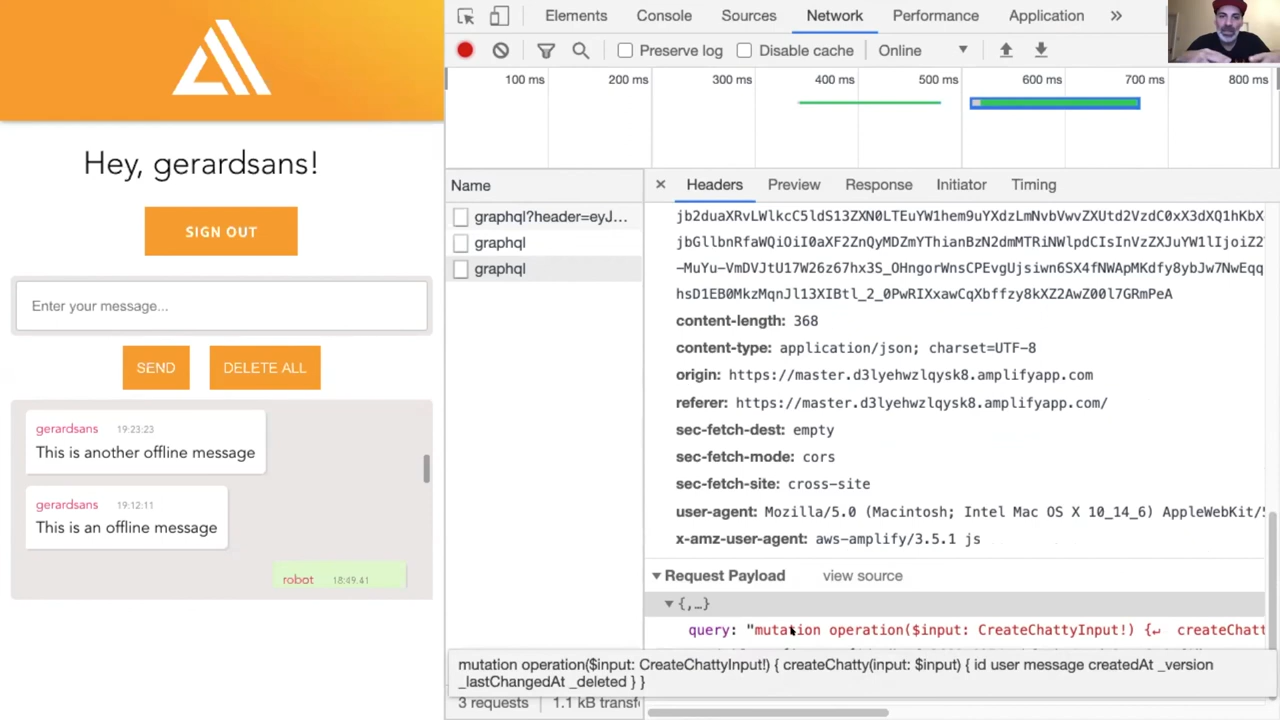 Hey, gerardsans!
SIGN OUT
Enter your message...
SEND
DELETE ALL
gerardsans 19:23:23
This is another offline message
gerardsans 19:12:11
This is an offline message
robot 18:49:41
Elements Console Sources Network Performance Application »
Preserve log Disable cache Online
100 ms 200 ms 300 ms 400 ms 500 ms 600 ms 700 ms 800 ms
Name
graphql?header=eyJ...
graphql
graphql
3 requests 1.1 kB transf
× Headers Preview Response Initiator Timing
content-length: 368
content-type: application/json; charset=UTF-8
origin: https://master.d3lyehwzlqysk8.amplifyapp.com
referer: https://master.d3lyehwzlqysk8.amplifyapp.com/
sec-fetch-dest: empty
sec-fetch-mode: cors
sec-fetch-site: cross-site
user-agent: Mozilla/5.0 (Macintosh; Intel Mac OS X 10_14_6) AppleWebKit/5
x-amz-user-agent: aws-amplify/3.5.1 js
Request Payload view source
{,…}
query: "mutation operation($input: CreateChattyInput!) {↵ createChatt
mutation operation($input: CreateChattyInput!) { createChatty(input: $input) { id user message createdAt _version
_lastChangedAt _deleted } }